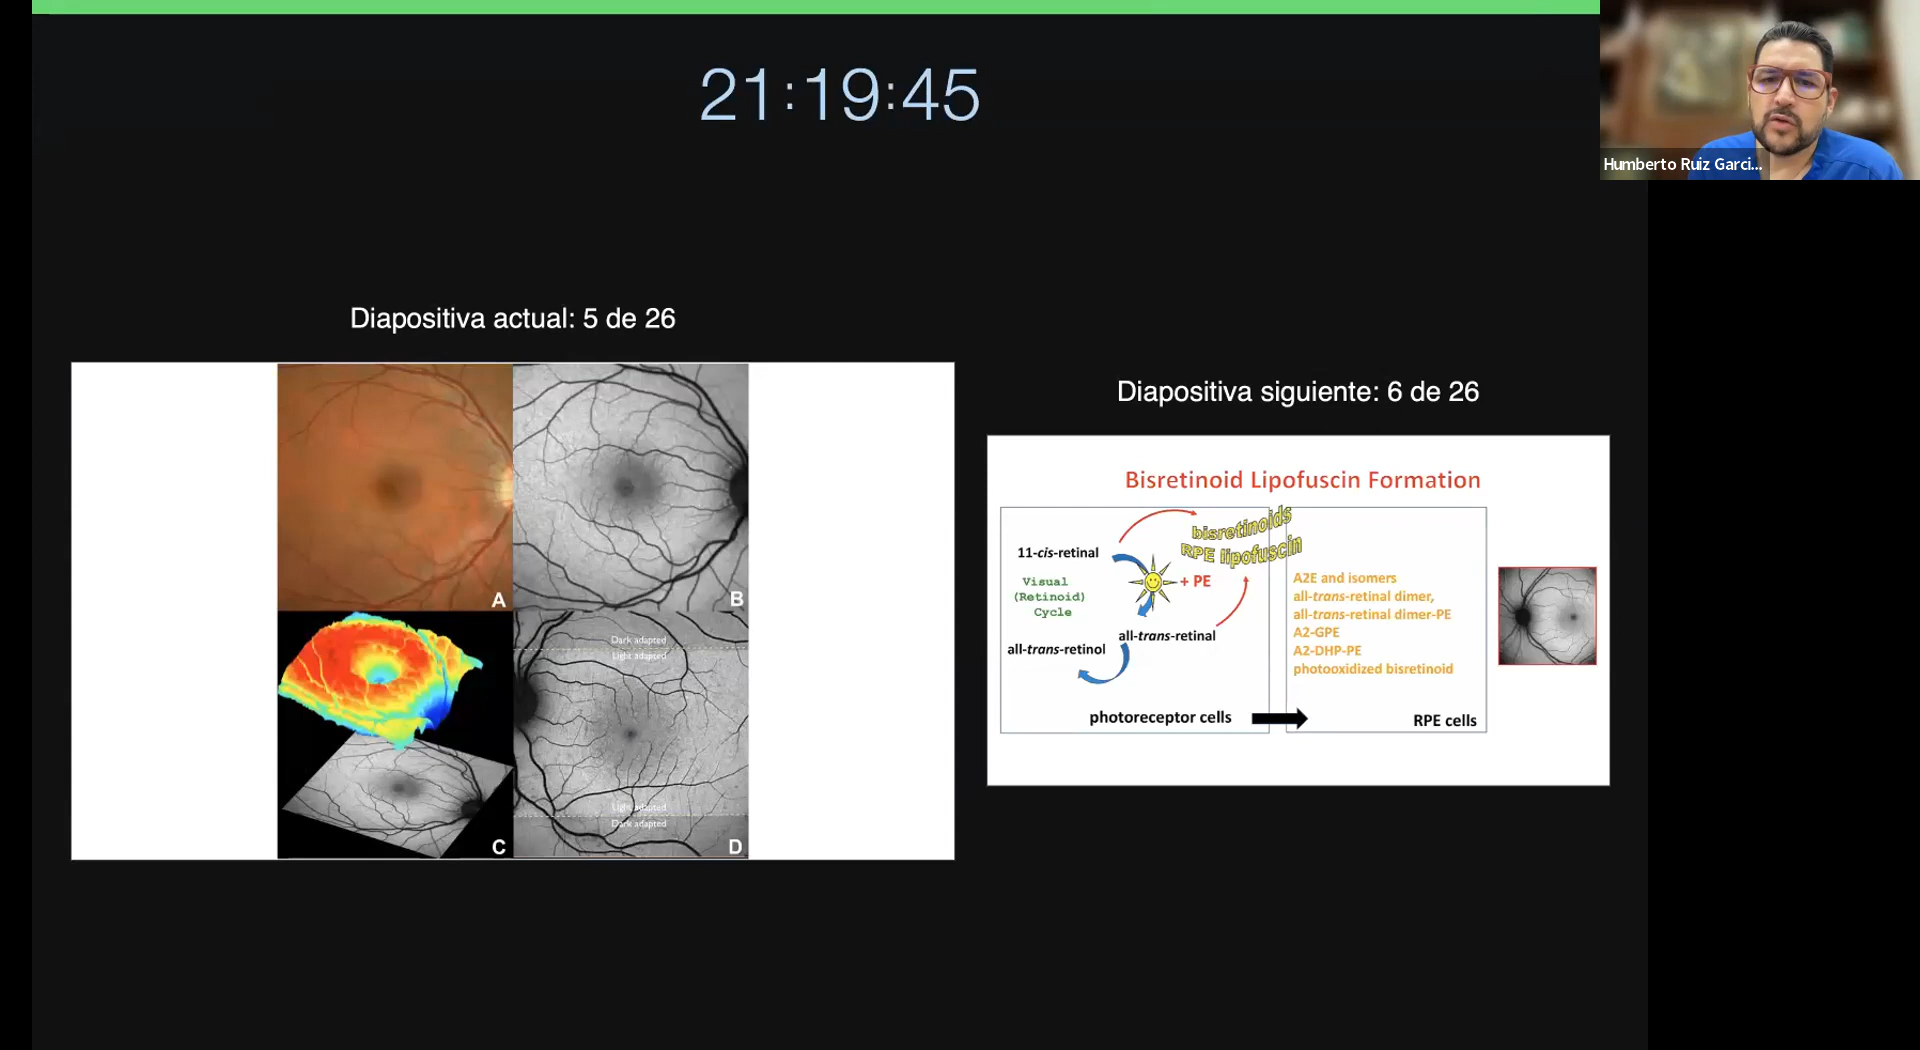 21:19:45
Humberto Ruiz Garci...
Diapositiva actual: 5 de 26
A
B
Dark adapted
Light adapted
Light adapted
Dark adapted
C
D
Diapositiva siguiente: 6 de 26
Bisretinoid Lipofuscin Formation
bisretinoids
RPE lipofuscin
11-cis-retinal
+ PE
Visual
(Retinoid)
Cycle
all-trans-retinal
all-trans-retinol
photoreceptor cells
A2E and isomers
all-trans-retinal dimer,
all-trans-retinal dimer-PE
A2-GPE
A2-DHP-PE
photooxidized bisretinoid
RPE cells